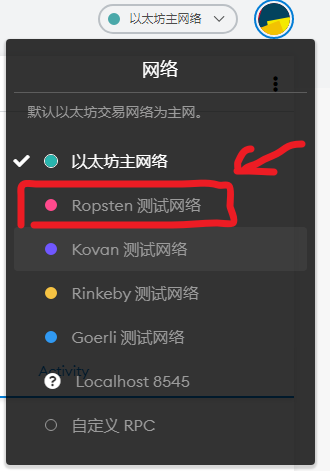 以太坊主网络
网络
默认以太坊交易网络为主网。
以太坊主网络
Ropsten 测试网络
Kovan 测试网络
Rinkeby 测试网络
Goerli 测试网络
Activity
? Localhost 8545
自定义 RPC